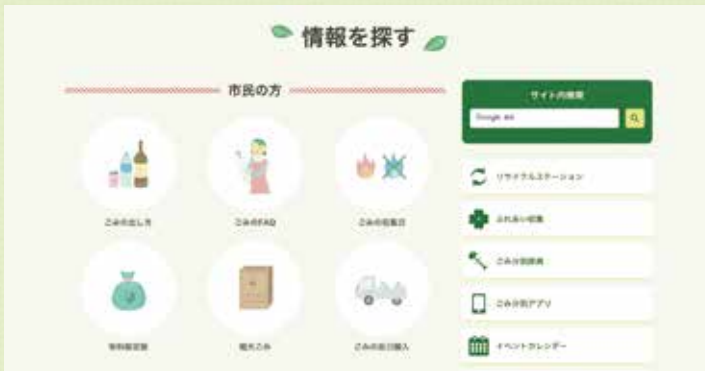 情報を探す
市民の方
ごみの出し方
ごみのFAQ
ごみの収集日
有料指定袋
粗大ごみ
ごみの自己搬入
サイト内検索
Google
リサイクルステーション
ふれあい収集
ごみ分別辞典
ごみ分別アプリ
イベントカレンダー